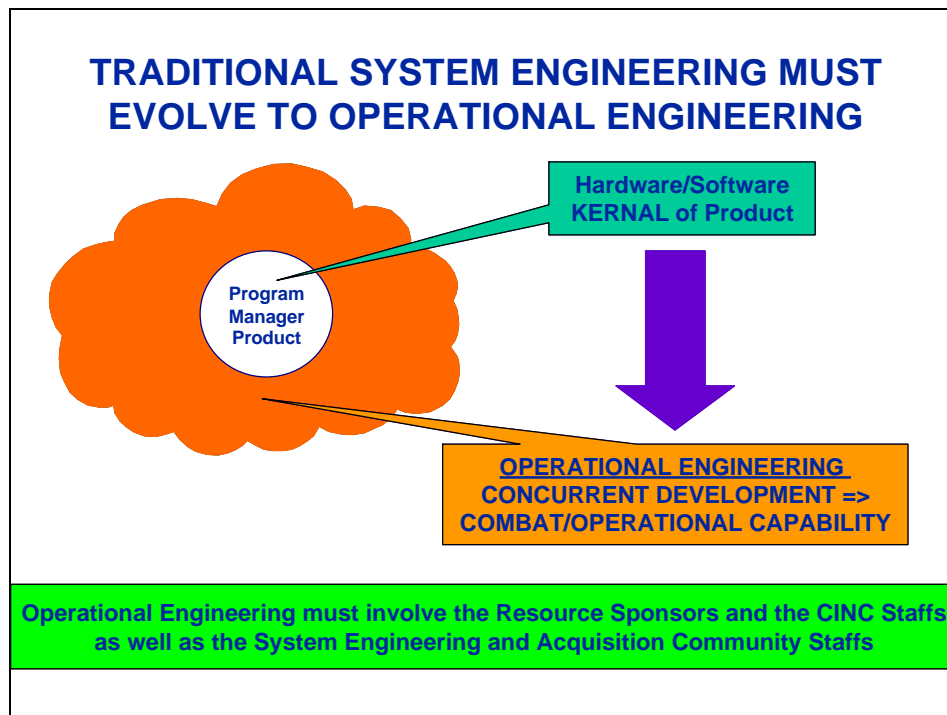 TRADITIONAL SYSTEM ENGINEERING MUST
EVOLVE TO OPERATIONAL ENGINEERING
Hardware/Software
KERNAL of Product
Program
Manager
Product
OPERATIONAL ENGINEERING
CONCURRENT DEVELOPMENT =>
COMBAT/OPERATIONAL CAPABILITY
Operational Engineering must involve the Resource Sponsors and the CINC Staffs
as well as the System Engineering and Acquisition Community Staffs